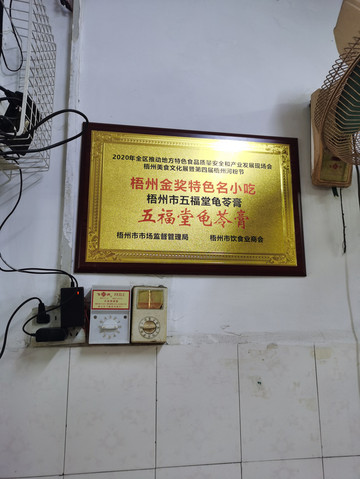 2020年全区推动地方特色食品质量安全和产业发展现场会
梧州美食文化展暨第四届梧州河粉节
梧州金奖特色名小吃
梧州市五福堂龟苓膏
五福堂龟苓膏
梧州市市场监督管理局 梧州市饮食业商会